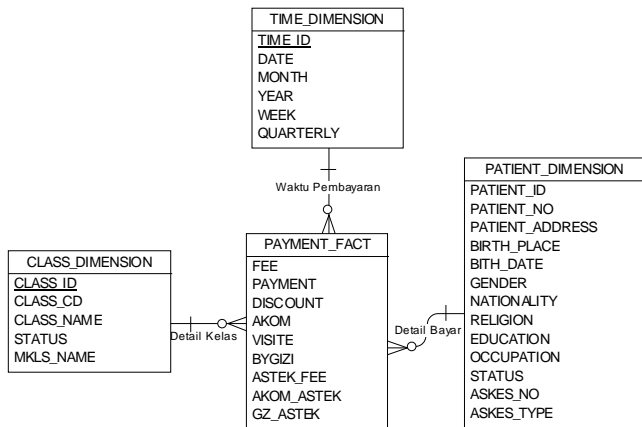 TIME_DIMENSION
TIME_ID
DATE
MONTH
YEAR
WEEK
QUARTERLY
Waktu Pembayaran
PATIENT_DIMENSION
PATIENT_ID
PATIENT_NO
PATIENT_ADDRESS
BIRTH_PLACE
BITH_DATE
GENDER
NATIONALITY
RELIGION
EDUCATION
OCCUPATION
STATUS
ASKES_NO
ASKES_TYPE
PAYMENT_FACT
FEE
PAYMENT
DISCOUNT
AKOM
VISITE
BYGIZI
ASTEK_FEE
AKOM_ASTEK
GZ_ASTEK
CLASS_DIMENSION
CLASS_ID
CLASS_CD
CLASS_NAME
STATUS
MKLS_NAME
Detail Kelas
Detail Bayar